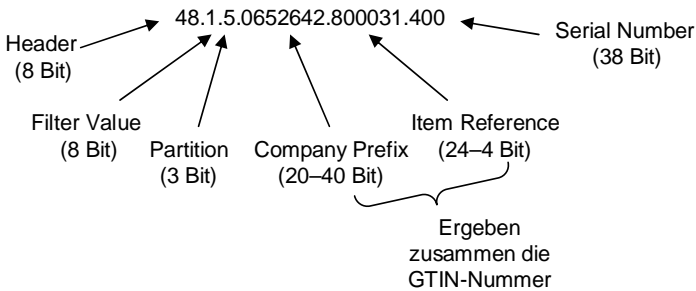 48.1.5.0652642.800031.400
Header
(8 Bit)
Serial Number
(38 Bit)
Filter Value
(8 Bit)
Partition
(3 Bit)
Company Prefix
(20–40 Bit)
Item Reference
(24–4 Bit)
Ergeben
zusammen die
GTIN-Nummer